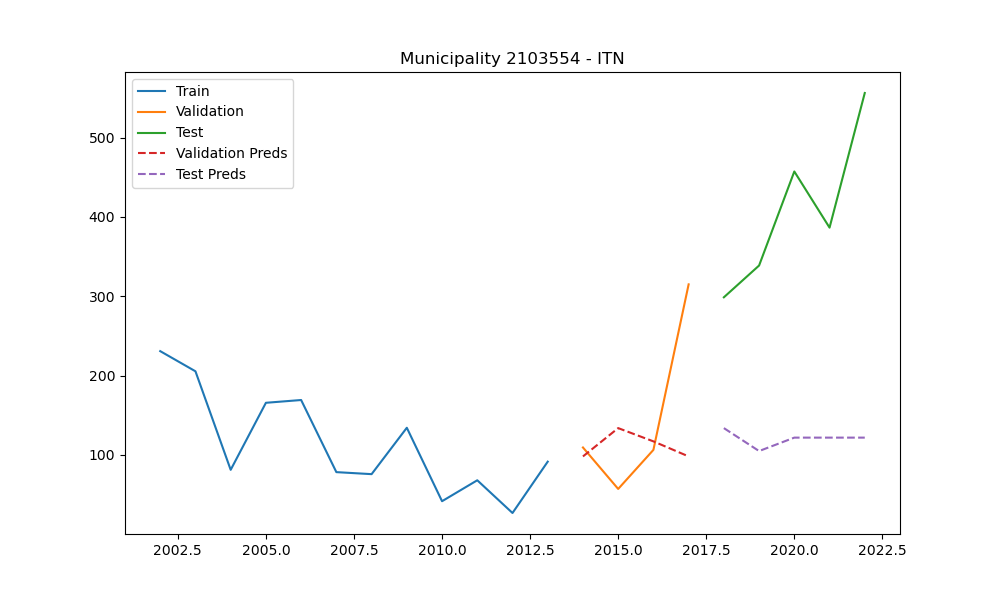 Municipality 2103554 - ITN
Train
Validation
Test
Validation Preds
Test Preds
500
400
300
200
100
2002.5 2005.0 2007.5 2010.0 2012.5 2015.0 2017.5 2020.0 2022.5